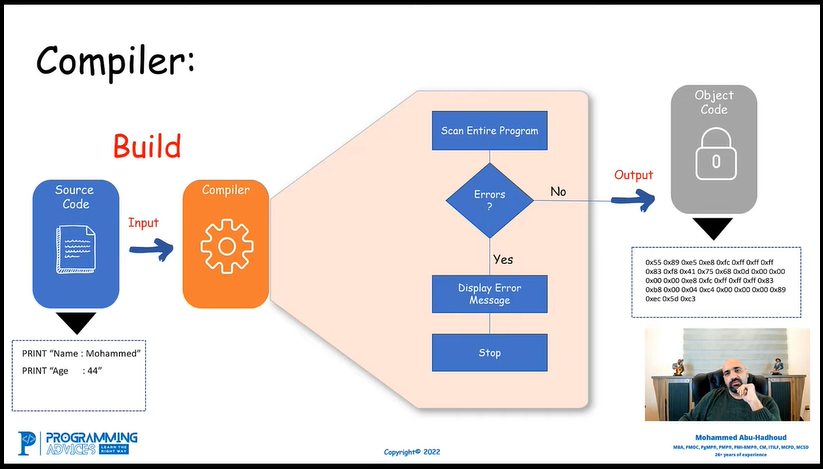 Compiler:
Build
Source
Code
Input
Compiler
Scan Entire Program
Errors
?
No
Yes
Display Error
Message
Stop
Output
Object
Code
0
PRINT “Name : Mohammed”
PRINT “Age : 44”
0x55 0x89 0xe5 0xe8 0xfc 0xff 0xff 0xff
0x83 0xf8 0x41 0x75 0x68 0x0d 0x00 0x00
0x00 0x00 0xe8 0xfc 0xff 0xff 0xff 0x83
0xb8 0x00 0x04 0xc4 0x00 0x00 0x00 0x89
0xec 0x5d 0xc3
PROGRAMMING
ADVICES
LEARN THE
RIGHT WAY
Copyright© 2022
Mohammed Abu-Hadhoud
MBA, PMOC, PgMP®, PMP®, PMI-RMP®, CM, ITILF, MCPD, MCSD
26+ years of experience